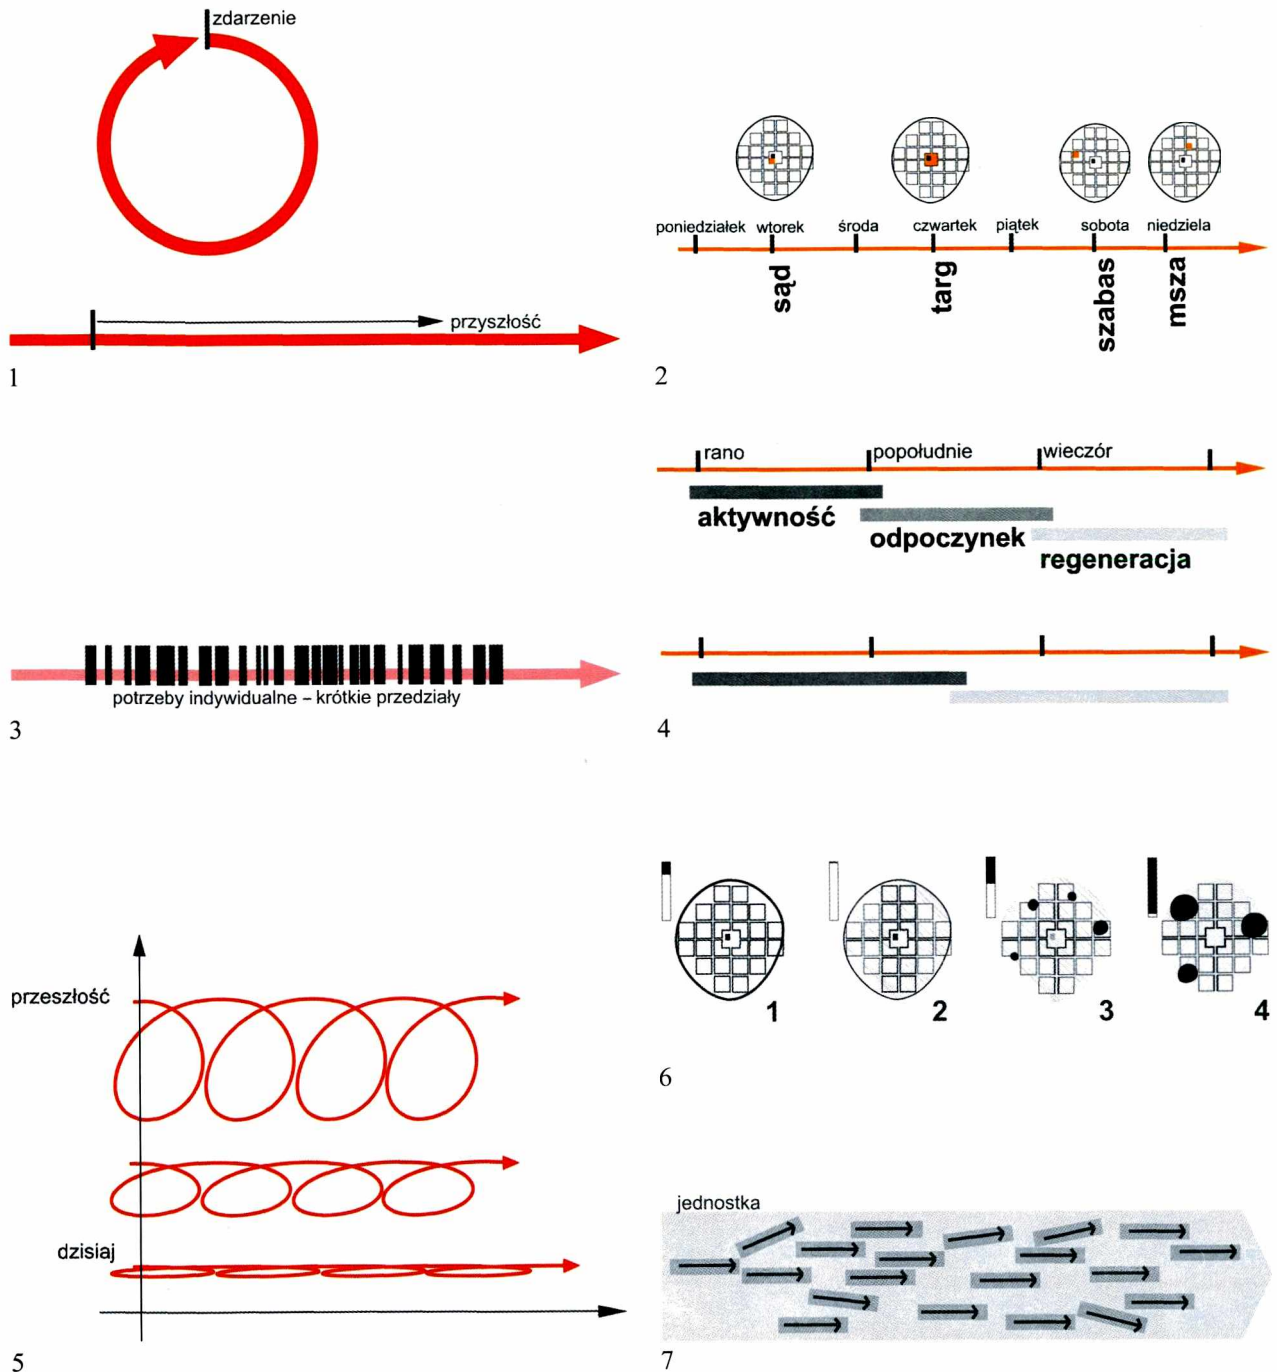 zdarzenie
przyszłość
1
poniedziałek wtorek środa czwartek piątek sobota niedziela
sąd targ szabas msza
2
potrzeby indywidualne – krótkie przedziały
3
rano popołudnie wieczór
aktywność
odpoczynek
regeneracja
4
przeszłość
dzisiaj
5
1 2 3 4
6
jednostka
7